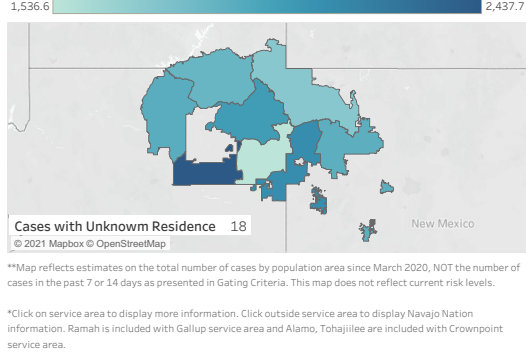 1,536.6 2,437.7
Cases with Unknowm Residence 18
New Mexico
© 2021 Mapbox © OpenStreetMap
**Map reflects estimates on the total number of cases by population area since March 2020, NOT the number of
cases in the past 7 or 14 days as presented in Gating Criteria. This map does not reflect current risk levels.
*Click on service area to display more information. Click outside service area to display Navajo Nation
information. Ramah is included with Gallup service area and Alamo, Tohajiilee are included with Crownpoint
service area.